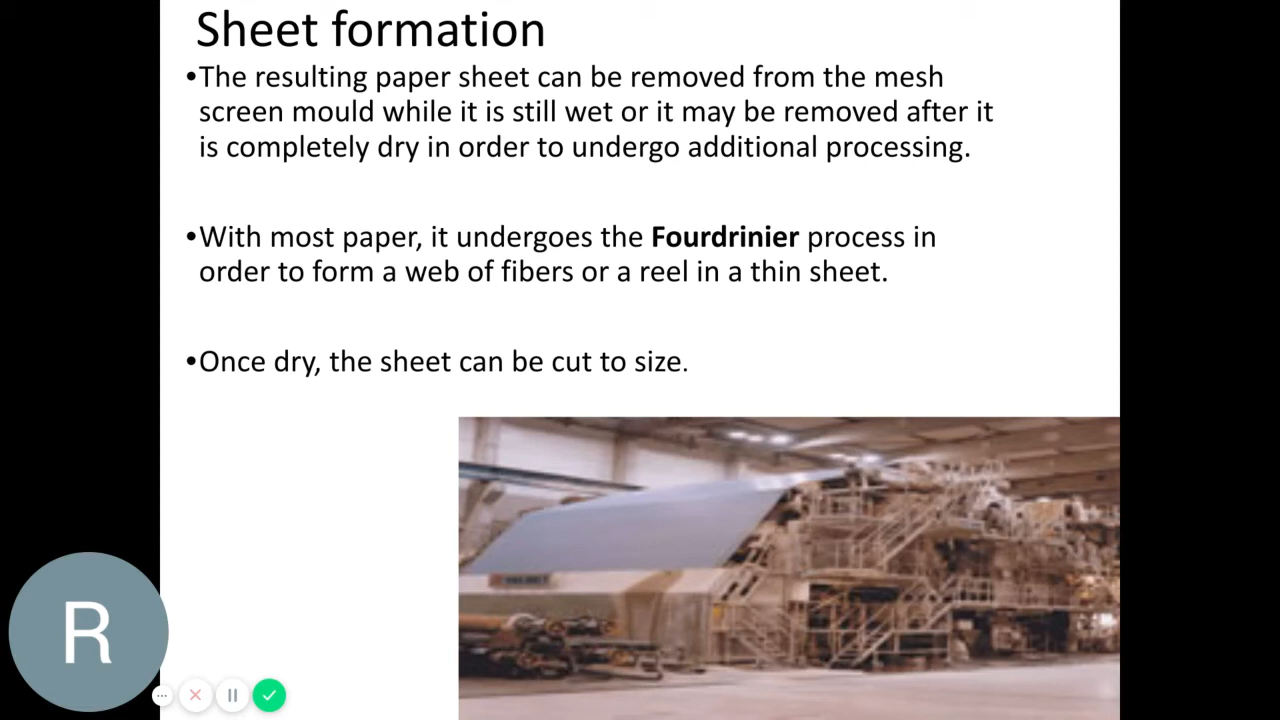 Sheet formation
•The resulting paper sheet can be removed from the mesh
screen mould while it is still wet or it may be removed after it
is completely dry in order to undergo additional processing.
•With most paper, it undergoes the Fourdrinier process in
order to form a web of fibers or a reel in a thin sheet.
•Once dry, the sheet can be cut to size.
R